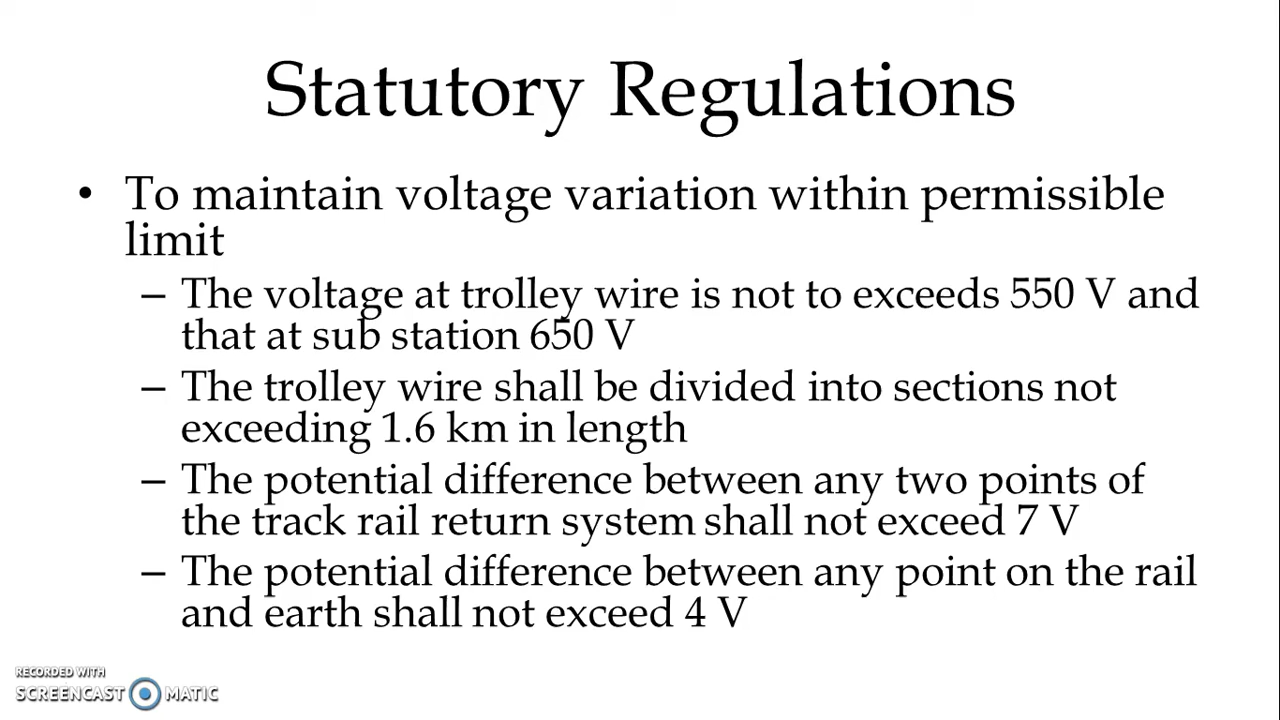 Statutory Regulations
• To maintain voltage variation within permissible
limit
– The voltage at trolley wire is not to exceeds 550 V and
that at sub station 650 V
– The trolley wire shall be divided into sections not
exceeding 1.6 km in length
– The potential difference between any two points of
the track rail return system shall not exceed 7 V
– The potential difference between any point on the rail
and earth shall not exceed 4 V
RECORDED WITH
SCREENCAST MATIC